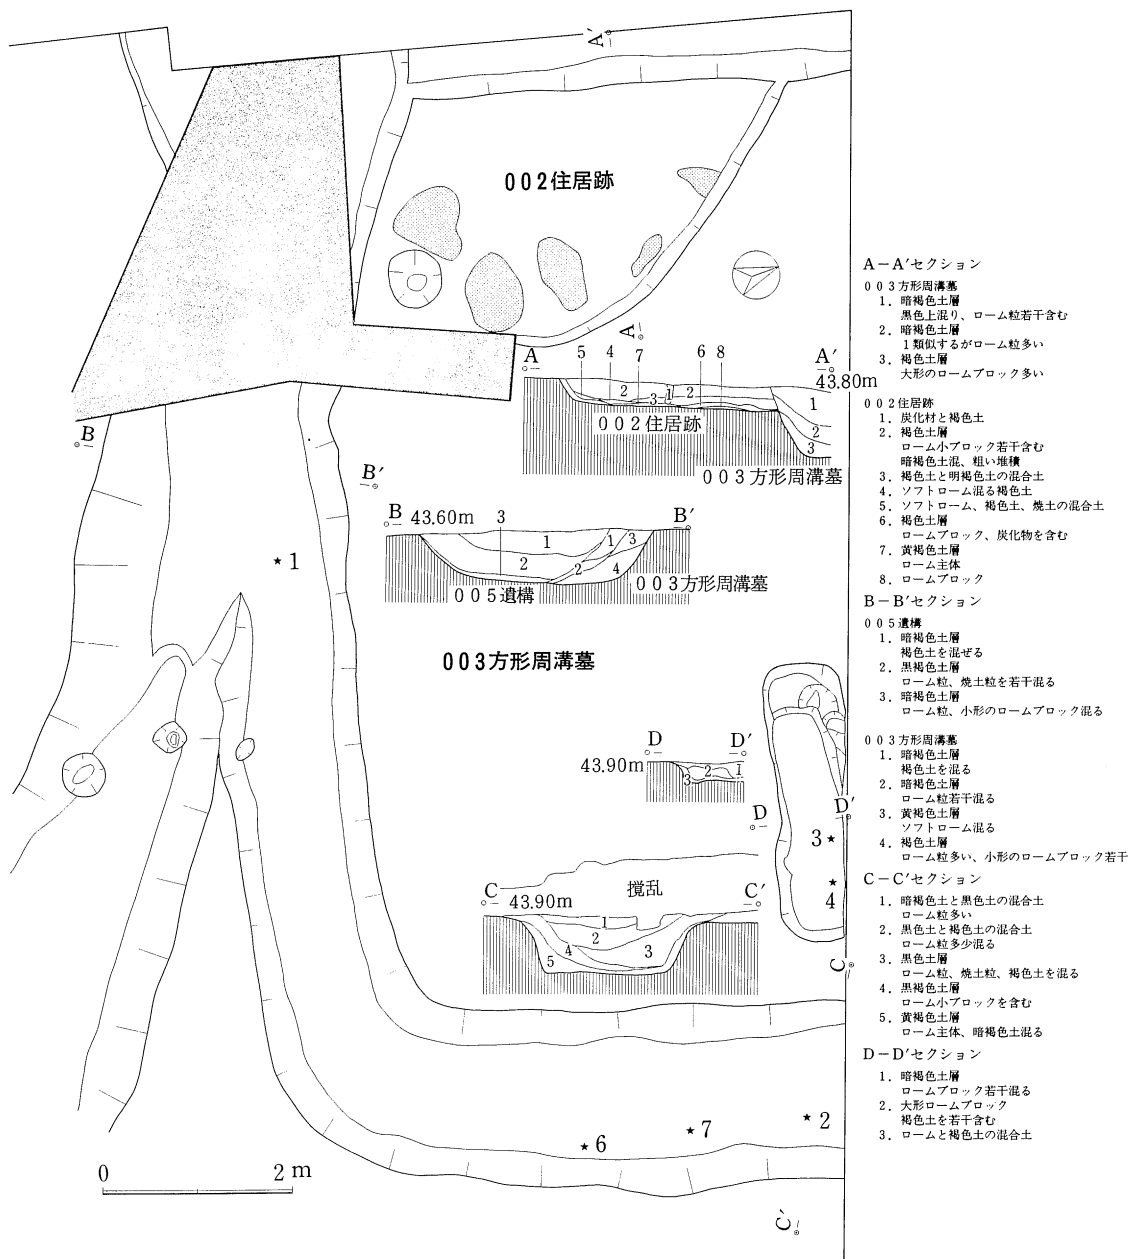 A′
002住居跡
A
A
5 4 7 6 8
A′
43.80m
2 3 1 2
1
2
3
002住居跡
003方形周溝墓
B
B′
B 43.60m 3
B′
1 1 3
2 2 4
005遺構
003方形周溝墓
1
003方形周溝墓
D D′
43.90m
3 2 1
D
D′
3
4
C 43.90m
撹乱
C′
1
2
4 3
5
C
6
7
2
C′
0 2m
A－A′セクション
003方形周溝墓
1．暗褐色土層
黒色土混り、ローム粒若干含む
2．暗褐色土層
1類似するがローム粒多い
3．褐色土層
大形のロームブロック多い
002住居跡
1．炭化材と褐色土
2．褐色土層
ローム小ブロック若干含む
暗褐色土混、粗い堆積
3．褐色土と明褐色土の混合土
4．ソフトローム混る褐色土
5．ソフトローム、褐色土、焼土の混合土
6．褐色土層
ロームブロック、炭化物を含む
7．黄褐色土層
ローム主体
8．ロームブロック
B－B′セクション
005遺構
1．暗褐色土層
褐色土を混ぜる
2．黒褐色土層
ローム粒、焼土粒を若干混る
3．暗褐色土層
ローム粒、小形のロームブロック混る
003方形周溝墓
1．暗褐色土層
褐色土を混る
2．暗褐色土層
ローム粒若干混る
3．黄褐色土層
ソフトローム混る
4．褐色土層
ローム粒多い、小形のロームブロック若干
C－C′セクション
1．暗褐色土と黒色土の混合土
ローム粒多い
2．黒色土と褐色土の混合土
ローム粒多少混る
3．黒色土層
ローム粒、焼土粒、褐色土を混る
4．黒褐色土層
ローム小ブロックを含む
5．黄褐色土層
ローム主体、暗褐色土混る
D－D′セクション
1．暗褐色土層
ロームブロック若干混る
2．大形ロームブロック
褐色土を若干含む
3．ロームと褐色土の混合土